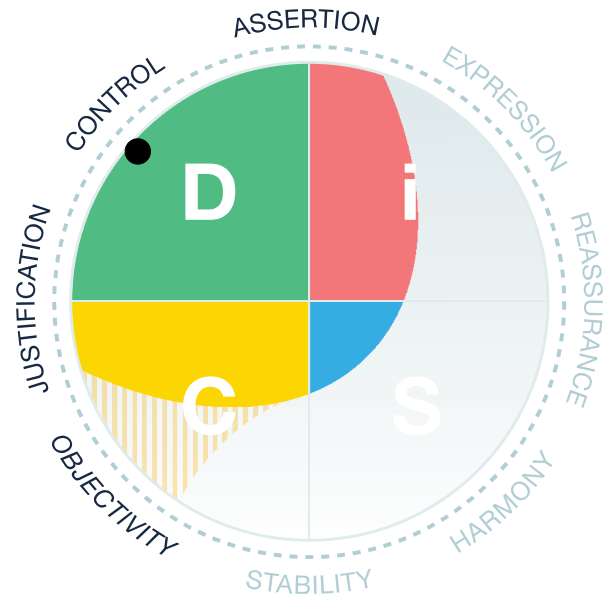 ASSERTION
EXPRESSION
CONTROL
D
i
REASSURANCE
JUSTIFICATION
C
S
OBJECTIVITY
HARMONY
STABILITY